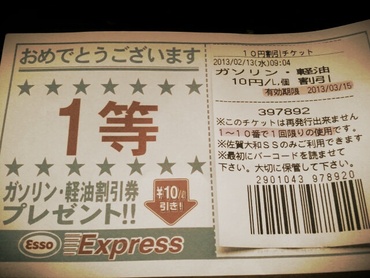 おめでとうございます
1等
ガソリン・軽油割引券
プレゼント!!
¥10/ℓ
引き!
Esso Express
10円割引チケット
2013/02/13(水)09:04
ガソリン・軽油
10円/L 割引
有効期限 2013/03/15
397892
※このチケットは再発行出来ません
1〜10番で1回限りの使用です。
※佐賀大和SSのみご利用できます
※最初にバーコードを読ませて
下さい。大切に保管して下さい。
2901043 978920